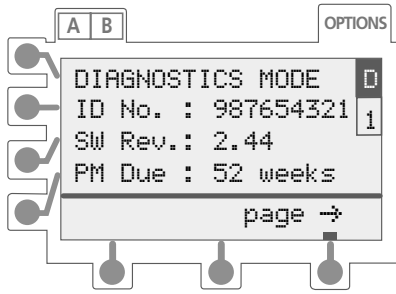 A B
OPTIONS
DIAGNOSTICS MODE D
ID No. : 987654321
1
SW Rev.: 2.44
PM Due : 52 weeks
page →